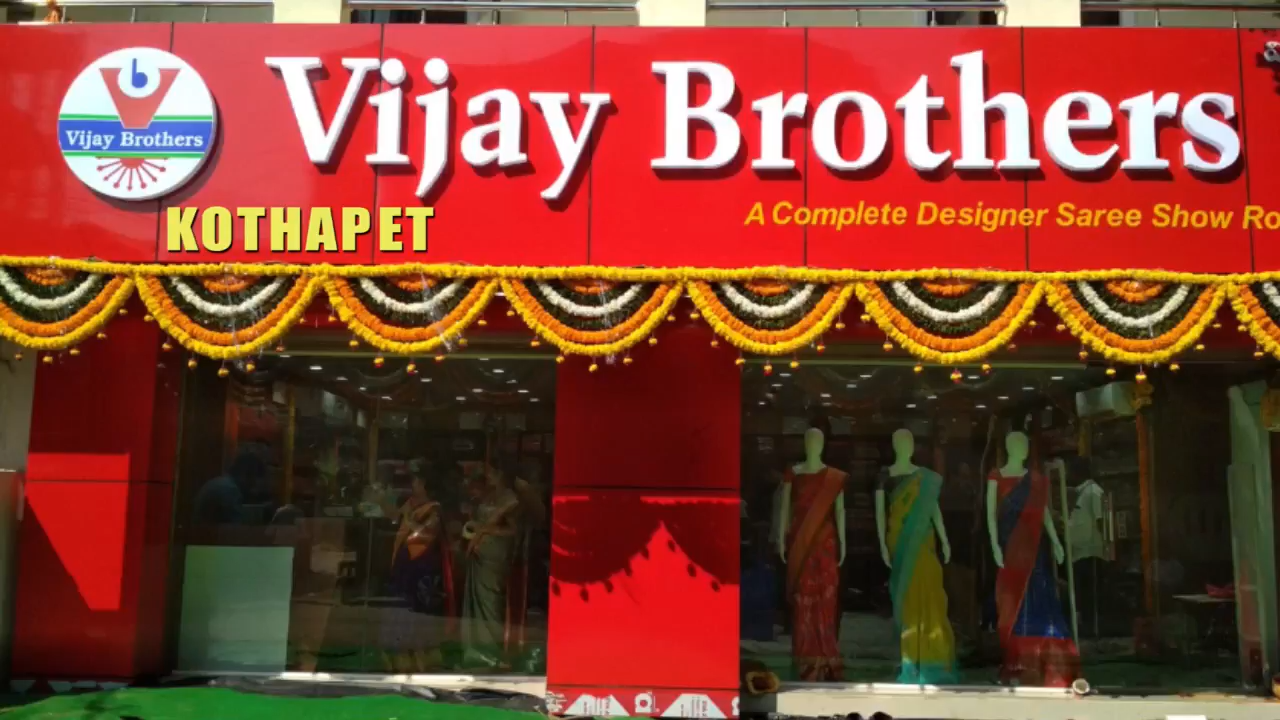 b
Vijay Brothers
Vijay Brothers
KOTHAPET
A Complete Designer Saree Show Ro